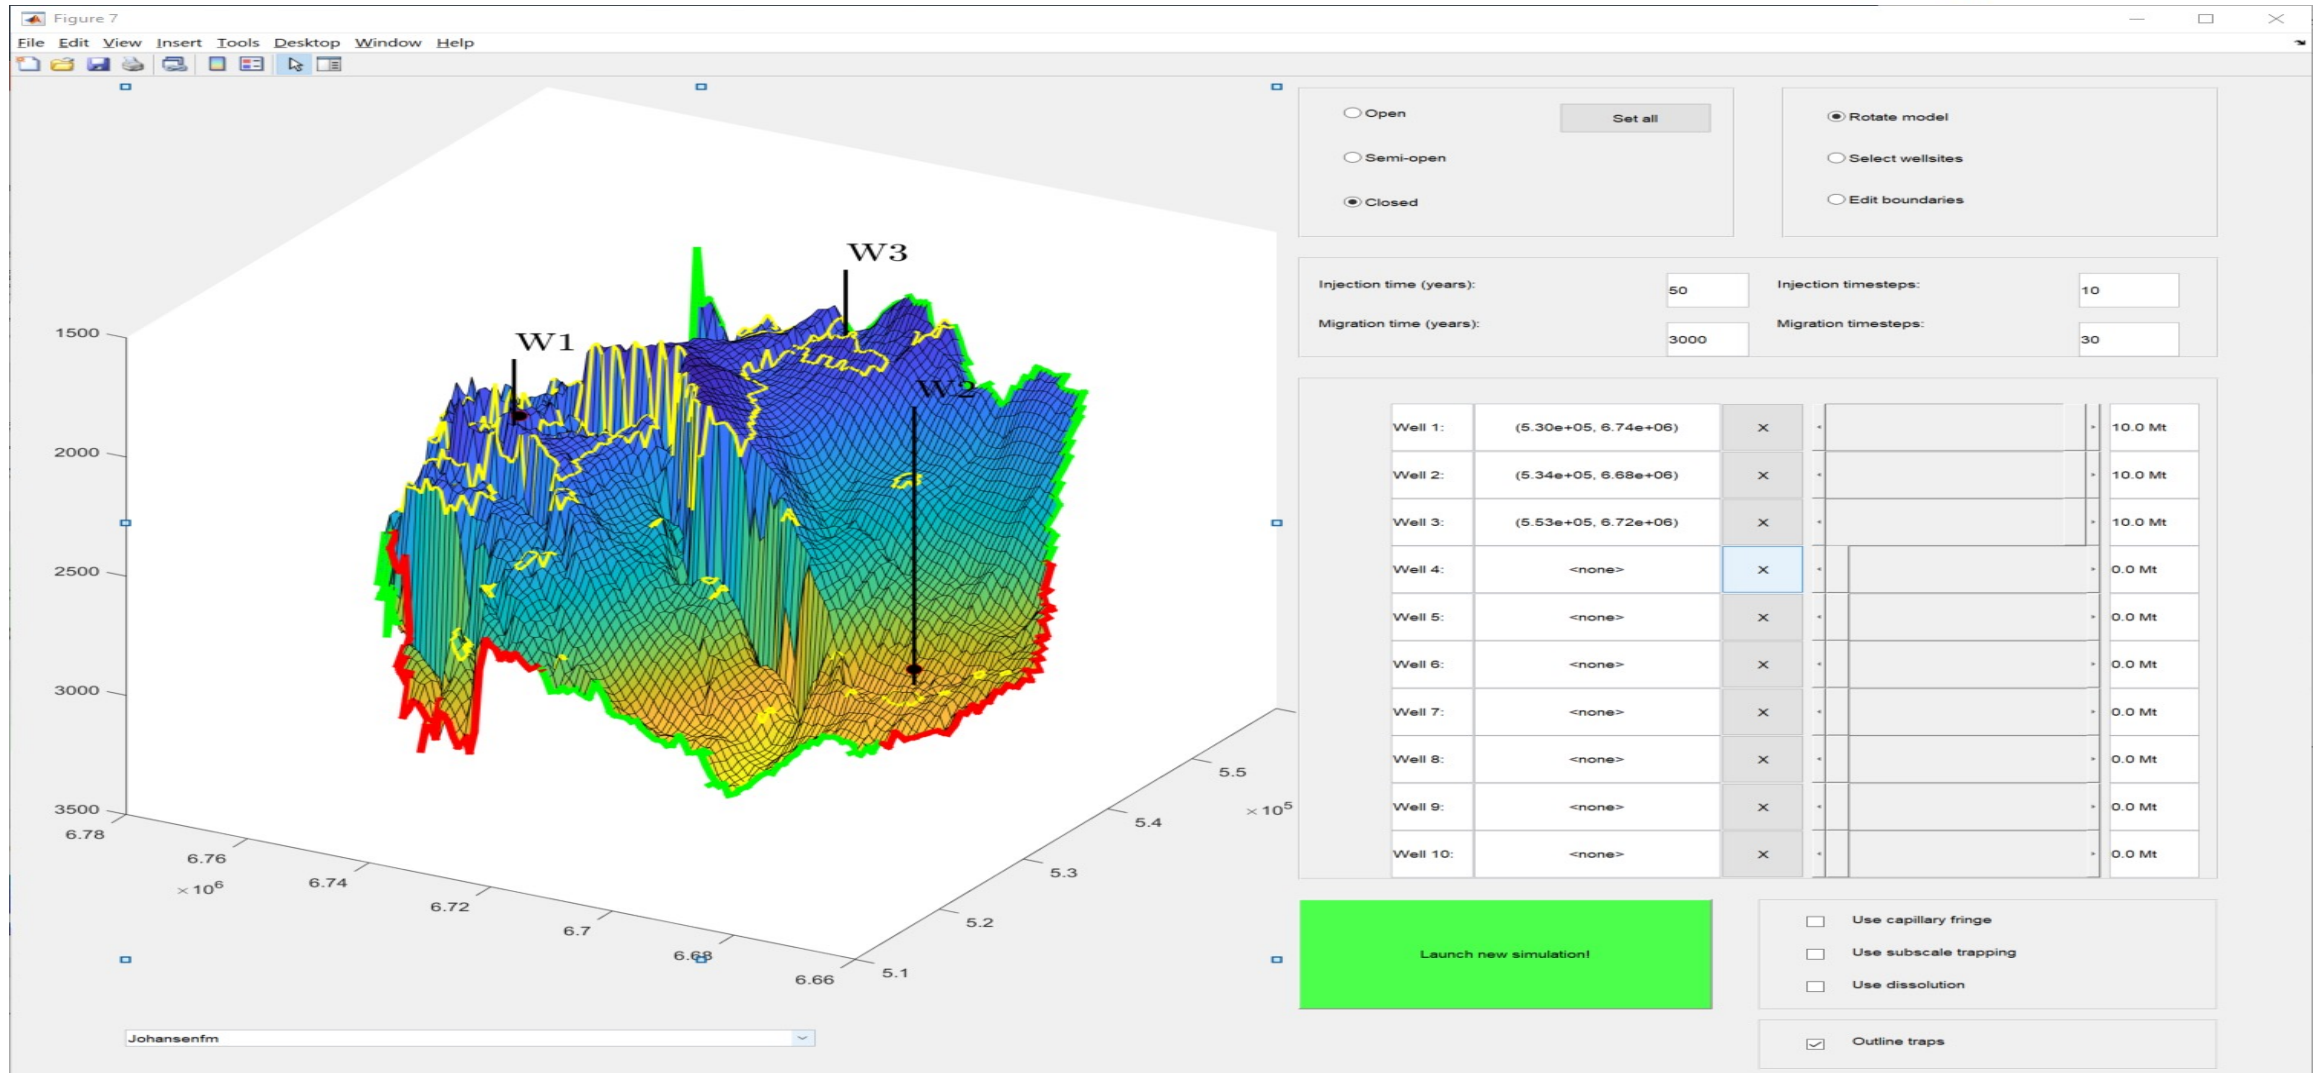 Figure 7
File Edit View Insert Tools Desktop Window Help
W3
W1
W2
1500
2000
2500
3000
3500
6.78
6.76
× 10^6
6.74
6.72
6.7
6.68
6.66
5.1
5.2
5.3
5.4
5.5
× 10^5
Johansenfm
Open
Set all
Semi-open
Closed
Rotate model
Select wellsites
Edit boundaries
Injection time (years): 50 Injection timesteps: 10
Migration time (years): 3000 Migration timesteps: 30
Well 1: (5.30e+05, 6.74e+06) X 10.0 Mt
Well 2: (5.34e+05, 6.68e+06) X 10.0 Mt
Well 3: (5.53e+05, 6.72e+06) X 10.0 Mt
Well 4: <none> X 0.0 Mt
Well 5: <none> X 0.0 Mt
Well 6: <none> X 0.0 Mt
Well 7: <none> X 0.0 Mt
Well 8: <none> X 0.0 Mt
Well 9: <none> X 0.0 Mt
Well 10: <none> X 0.0 Mt
Launch new simulation!
Use capillary fringe
Use subscale trapping
Use dissolution
Outline traps